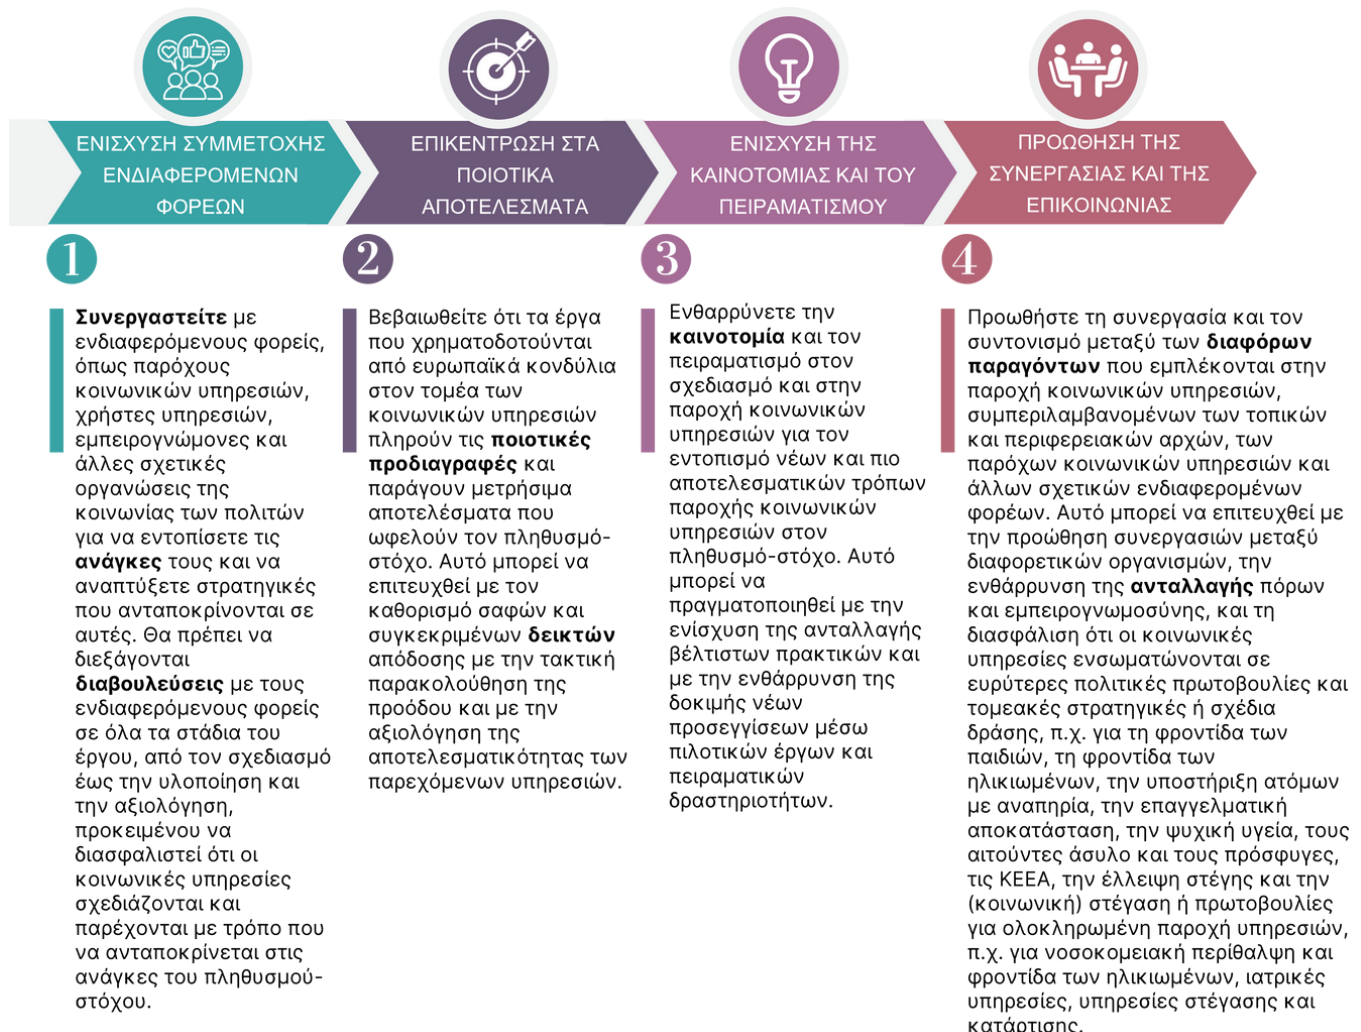 ΕΝΙΣΧΥΣΗ ΣΥΜΜΕΤΟΧΗΣ
ΕΝΔΙΑΦΕΡΟΜΕΝΩΝ
ΦΟΡΕΩΝ
1
Συνεργαστείτε με
ενδιαφερόμενους φορείς,
όπως παρόχους
κοινωνικών υπηρεσιών,
χρήστες υπηρεσιών,
εμπειρογνώμονες και
άλλες σχετικές
οργανώσεις της
κοινωνίας των πολιτών
για να εντοπίσετε τις
ανάγκες τους και να
αναπτύξετε στρατηγικές
που ανταποκρίνονται σε
αυτές. Θα πρέπει να
διεξάγονται
διαβουλεύσεις με τους
ενδιαφερόμενους φορείς
σε όλα τα στάδια του
έργου, από τον σχεδιασμό
έως την υλοποίηση και
την αξιολόγηση,
προκειμένου να
διασφαλιστεί ότι οι
κοινωνικές υπηρεσίες
σχεδιάζονται και
παρέχονται με τρόπο που
να ανταποκρίνεται στις
ανάγκες του πληθυσμού-
στόχου.
ΕΠΙΚΕΝΤΡΩΣΗ ΣΤΑ
ΠΟΙΟΤΙΚΑ
ΑΠΟΤΕΛΕΣΜΑΤΑ
2
Βεβαιωθείτε ότι τα έργα
που χρηματοδοτούνται
από ευρωπαϊκά κονδύλια
στον τομέα των
κοινωνικών υπηρεσιών
πληρούν τις ποιοτικές
προδιαγραφές και
παράγουν μετρήσιμα
αποτελέσματα που
ωφελούν τον πληθυσμό-
στόχο. Αυτό μπορεί να
επιτευχθεί με τον
καθορισμό σαφών και
συγκεκριμένων δεικτών
απόδοσης με την τακτική
παρακολούθηση της
προόδου και με την
αξιολόγηση της
αποτελεσματικότητας των
παρεχόμενων υπηρεσιών.
ΕΝΙΣΧΥΣΗ ΤΗΣ
ΚΑΙΝΟΤΟΜΙΑΣ ΚΑΙ ΤΟΥ
ΠΕΙΡΑΜΑΤΙΣΜΟΥ
3
Ενθαρρύνετε την
καινοτομία και τον
πειραματισμό στον
σχεδιασμό και στην
παροχή κοινωνικών
υπηρεσιών για τον
εντοπισμό νέων και πιο
αποτελεσματικών τρόπων
παροχής κοινωνικών
υπηρεσιών στον
πληθυσμό-στόχο. Αυτό
μπορεί να
πραγματοποιηθεί με την
ενίσχυση της ανταλλαγής
βέλτιστων πρακτικών και
με την ενθάρρυνση της
δοκιμής νέων
προσεγγίσεων μέσω
πιλοτικών έργων και
πειραματικών
δραστηριοτήτων.
ΠΡΟΩΘΗΣΗ ΤΗΣ
ΣΥΝΕΡΓΑΣΙΑΣ ΚΑΙ ΤΗΣ
ΕΠΙΚΟΙΝΩΝΙΑΣ
4
Προωθήστε τη συνεργασία και τον
συντονισμό μεταξύ των διαφόρων
παραγόντων που εμπλέκονται στην
παροχή κοινωνικών υπηρεσιών,
συμπεριλαμβανομένων των τοπικών
και περιφερειακών αρχών, των
παρόχων κοινωνικών υπηρεσιών και
άλλων σχετικών ενδιαφερομένων
φορέων. Αυτό μπορεί να επιτευχθεί με
την προώθηση συνεργασιών μεταξύ
διαφορετικών οργανισμών, την
ενθάρρυνση της ανταλλαγής πόρων
και εμπειρογνωμοσύνης, και τη
διασφάλιση ότι οι κοινωνικές
υπηρεσίες ενσωματώνονται σε
ευρύτερες πολιτικές πρωτοβουλίες και
τομεακές στρατηγικές ή σχέδια
δράσης, π.χ. για τη φροντίδα των
παιδιών, τη φροντίδα των
ηλικιωμένων, την υποστήριξη ατόμων
με αναπηρία, την επαγγελματική
αποκατάσταση, την ψυχική υγεία, τους
αιτούντες άσυλο και τους πρόσφυγες,
τις ΚΕΕΑ, την έλλειψη στέγης και την
(κοινωνική) στέγαση ή πρωτοβουλίες
για ολοκληρωμένη παροχή υπηρεσιών,
π.χ. για νοσοκομειακή περίθαλψη και
φροντίδα των ηλικιωμένων, ιατρικές
υπηρεσίες, υπηρεσίες στέγασης και
κατάρτισης.